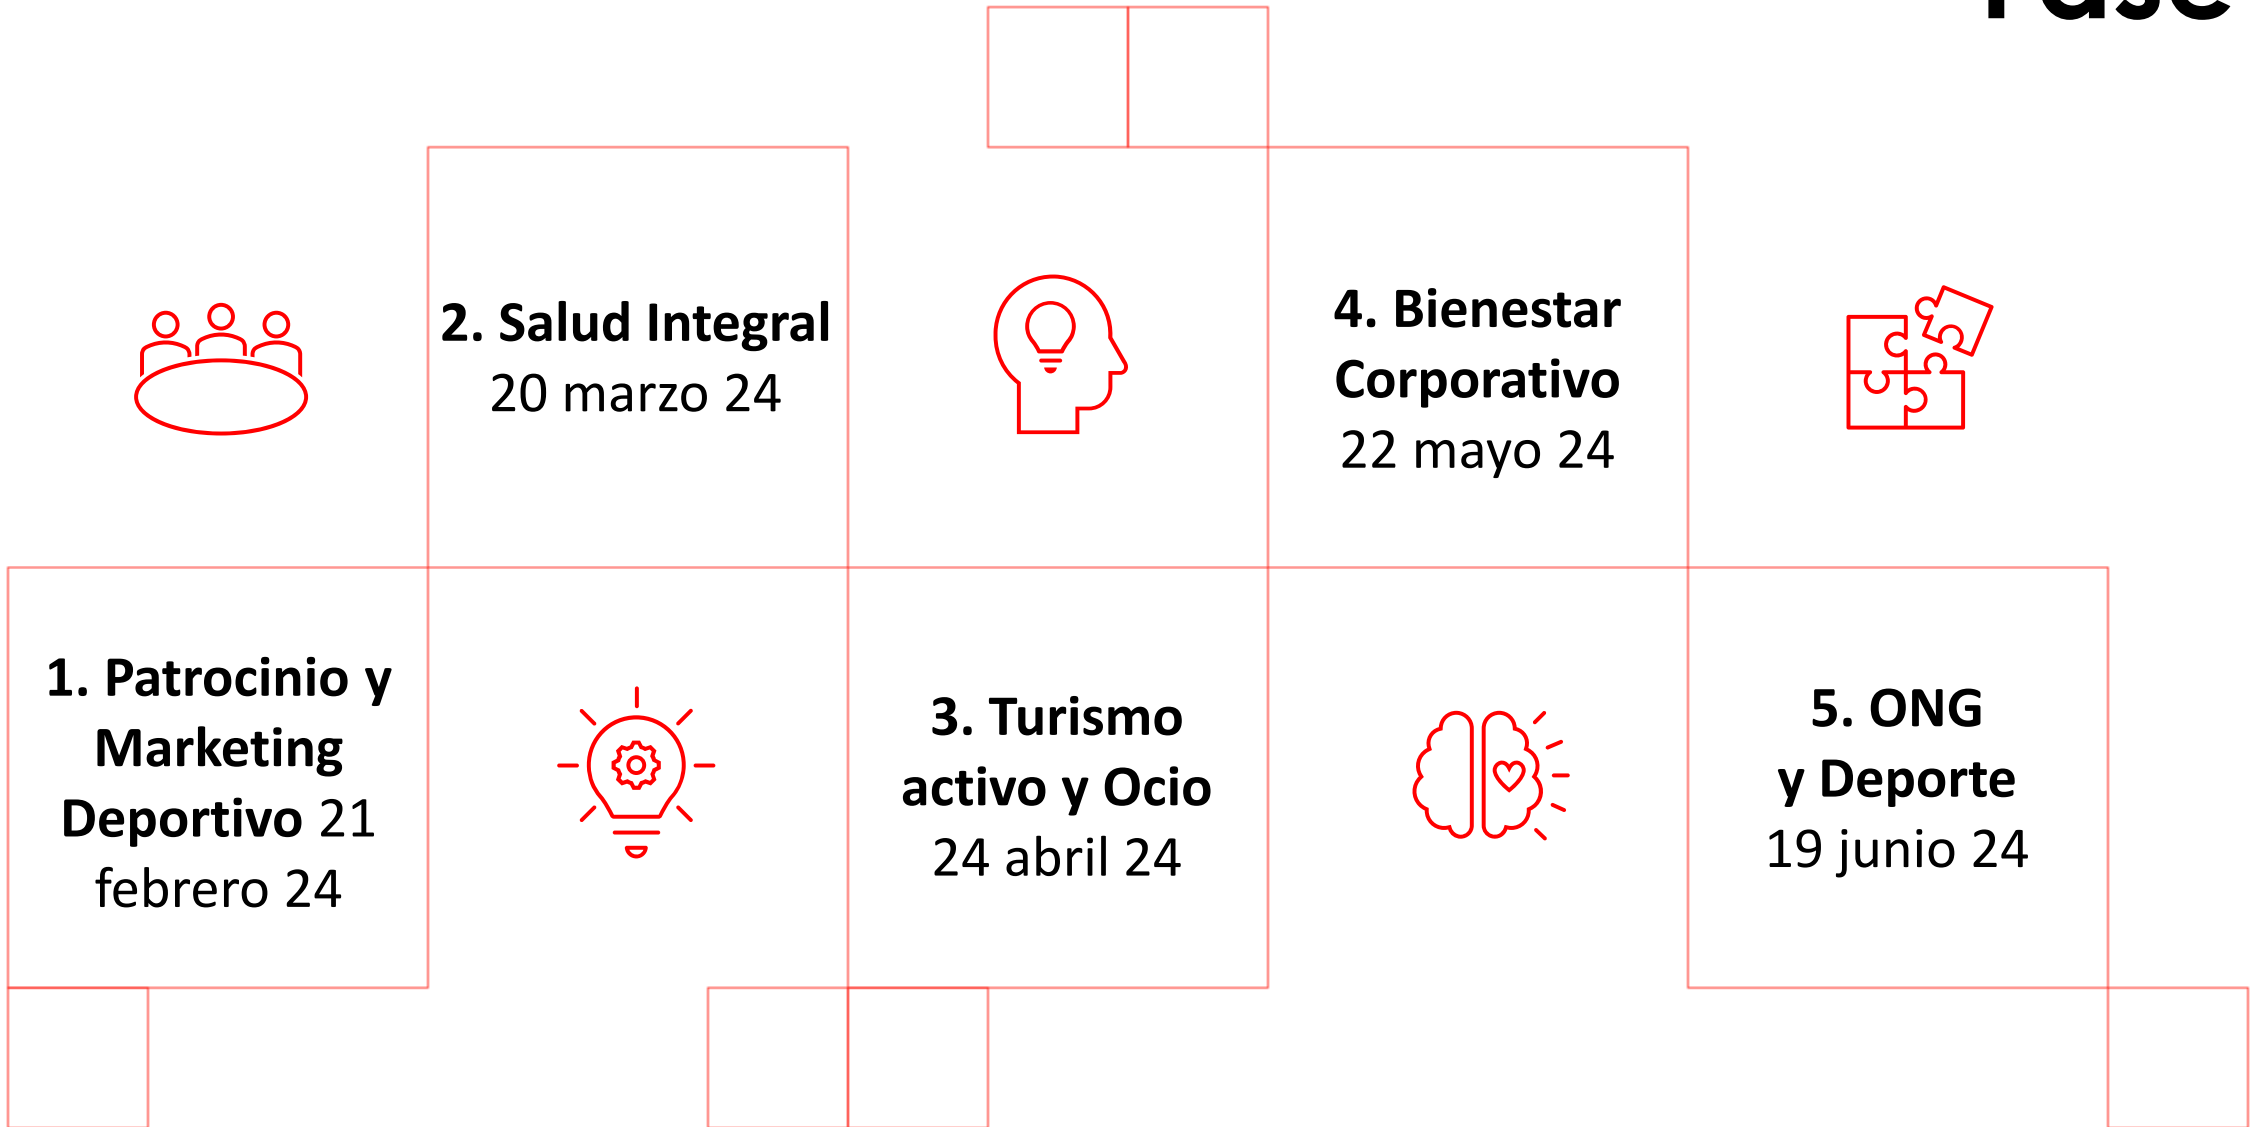 1. Patrocinio y
Marketing
Deportivo 21
febrero 24
2. Salud Integral
20 marzo 24
3. Turismo
activo y Ocio
24 abril 24
4. Bienestar
Corporativo
22 mayo 24
5. ONG
y Deporte
19 junio 24